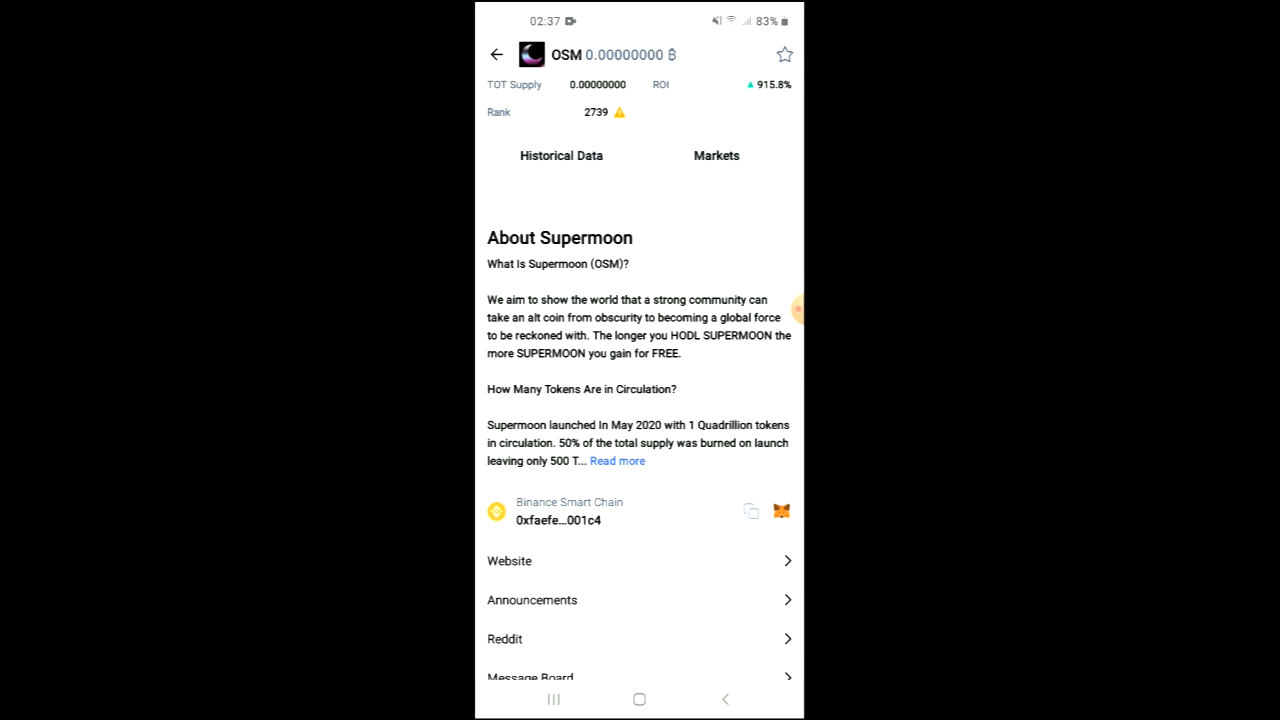 02:37 83%
OSM 0.00000000 ₿
TOT Supply 0.00000000 ROI ▲ 915.8%
Rank 2739
Historical Data Markets
About Supermoon
What Is Supermoon (OSM)?
We aim to show the world that a strong community can
take an alt coin from obscurity to becoming a global force
to be reckoned with. The longer you HODL SUPERMOON the
more SUPERMOON you gain for FREE.
How Many Tokens Are in Circulation?
Supermoon launched In May 2020 with 1 Quadrillion tokens
in circulation. 50% of the total supply was burned on launch
leaving only 500 T... Read more
Binance Smart Chain
0xfaefe...001c4
Website
Announcements
Reddit
Message Board